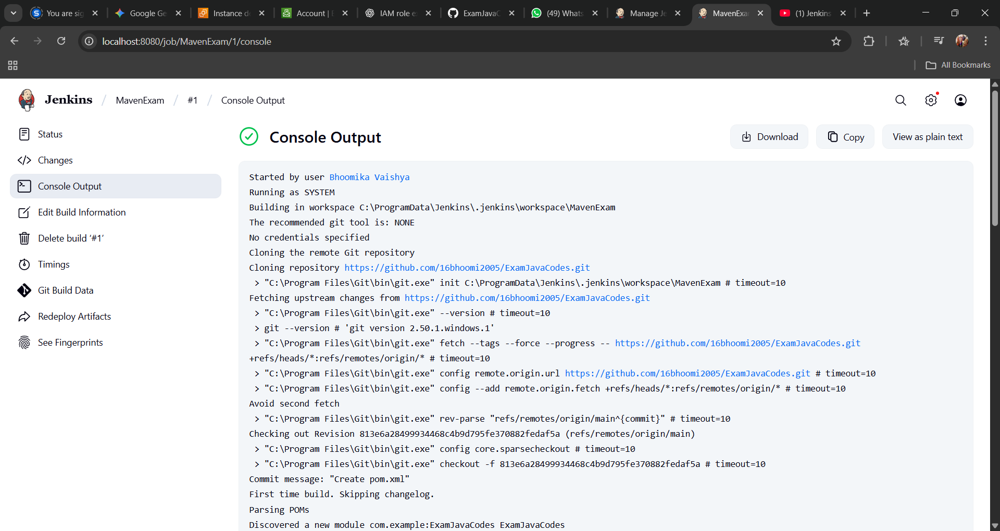 You are sig
Google Ge
Instance de
Account | E
IAM role e
ExamJavaC
(49) Whats
Manage Je
MavenExa
(1) Jenkins
localhost:8080/job/MavenExam/1/console
All Bookmarks
Jenkins / MavenExam / #1 / Console Output
Status
Changes
Console Output
Edit Build Information
Delete build ‘#1’
Timings
Git Build Data
Redeploy Artifacts
See Fingerprints
Console Output
Download
Copy
View as plain text
Started by user Bhoomika Vaishya
Running as SYSTEM
Building in workspace C:\ProgramData\Jenkins\.jenkins\workspace\MavenExam
The recommended git tool is: NONE
No credentials specified
Cloning the remote Git repository
Cloning repository https://github.com/16bhoomi2005/ExamJavaCodes.git
> "C:\Program Files\Git\bin\git.exe" init C:\ProgramData\Jenkins\.jenkins\workspace\MavenExam # timeout=10
Fetching upstream changes from https://github.com/16bhoomi2005/ExamJavaCodes.git
> "C:\Program Files\Git\bin\git.exe" --version # timeout=10
> git --version # 'git version 2.50.1.windows.1'
> "C:\Program Files\Git\bin\git.exe" fetch --tags --force --progress -- https://github.com/16bhoomi2005/ExamJavaCodes.git
+refs/heads/*:refs/remotes/origin/* # timeout=10
> "C:\Program Files\Git\bin\git.exe" config remote.origin.url https://github.com/16bhoomi2005/ExamJavaCodes.git # timeout=10
> "C:\Program Files\Git\bin\git.exe" config --add remote.origin.fetch +refs/heads/*:refs/remotes/origin/* # timeout=10
Avoid second fetch
> "C:\Program Files\Git\bin\git.exe" rev-parse "refs/remotes/origin/main^{commit}" # timeout=10
Checking out Revision 813e6a28499934468c4b9d795fe370882fedaf5a (refs/remotes/origin/main)
> "C:\Program Files\Git\bin\git.exe" config core.sparsecheckout # timeout=10
> "C:\Program Files\Git\bin\git.exe" checkout -f 813e6a28499934468c4b9d795fe370882fedaf5a # timeout=10
Commit message: "Create pom.xml"
First time build. Skipping changelog.
Parsing POMs
Discovered a new module com.example:ExamJavaCodes ExamJavaCodes